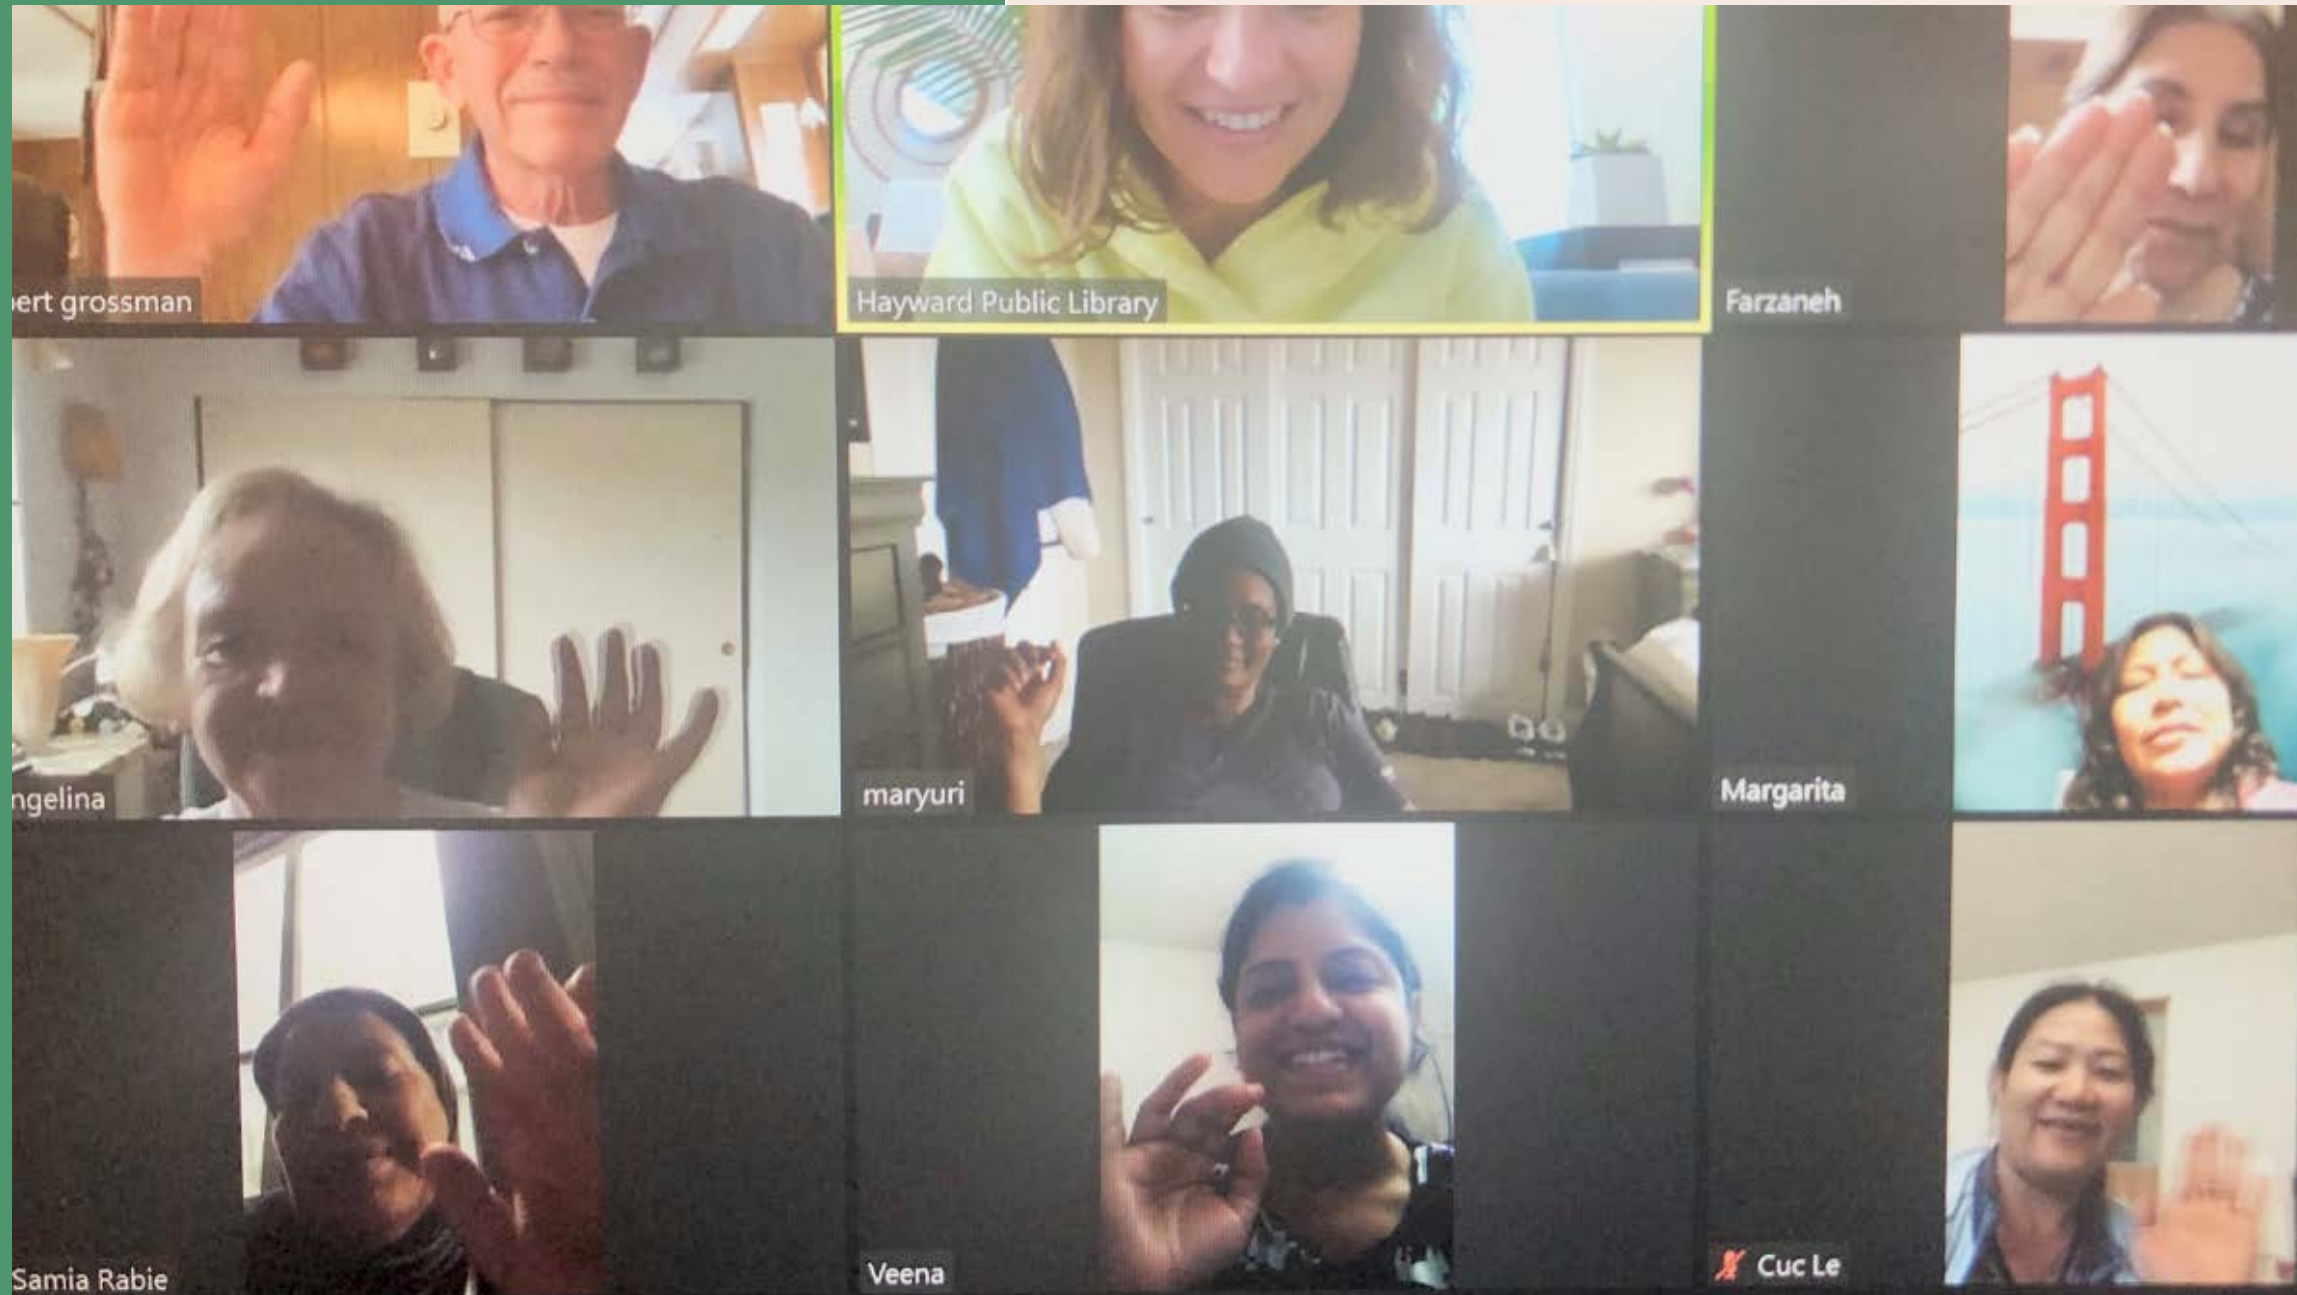 ert grossman
Hayward Public Library
Farzaneh
ngelina
maryuri
Margarita
Samia Rabie
Veena
Cuc Le